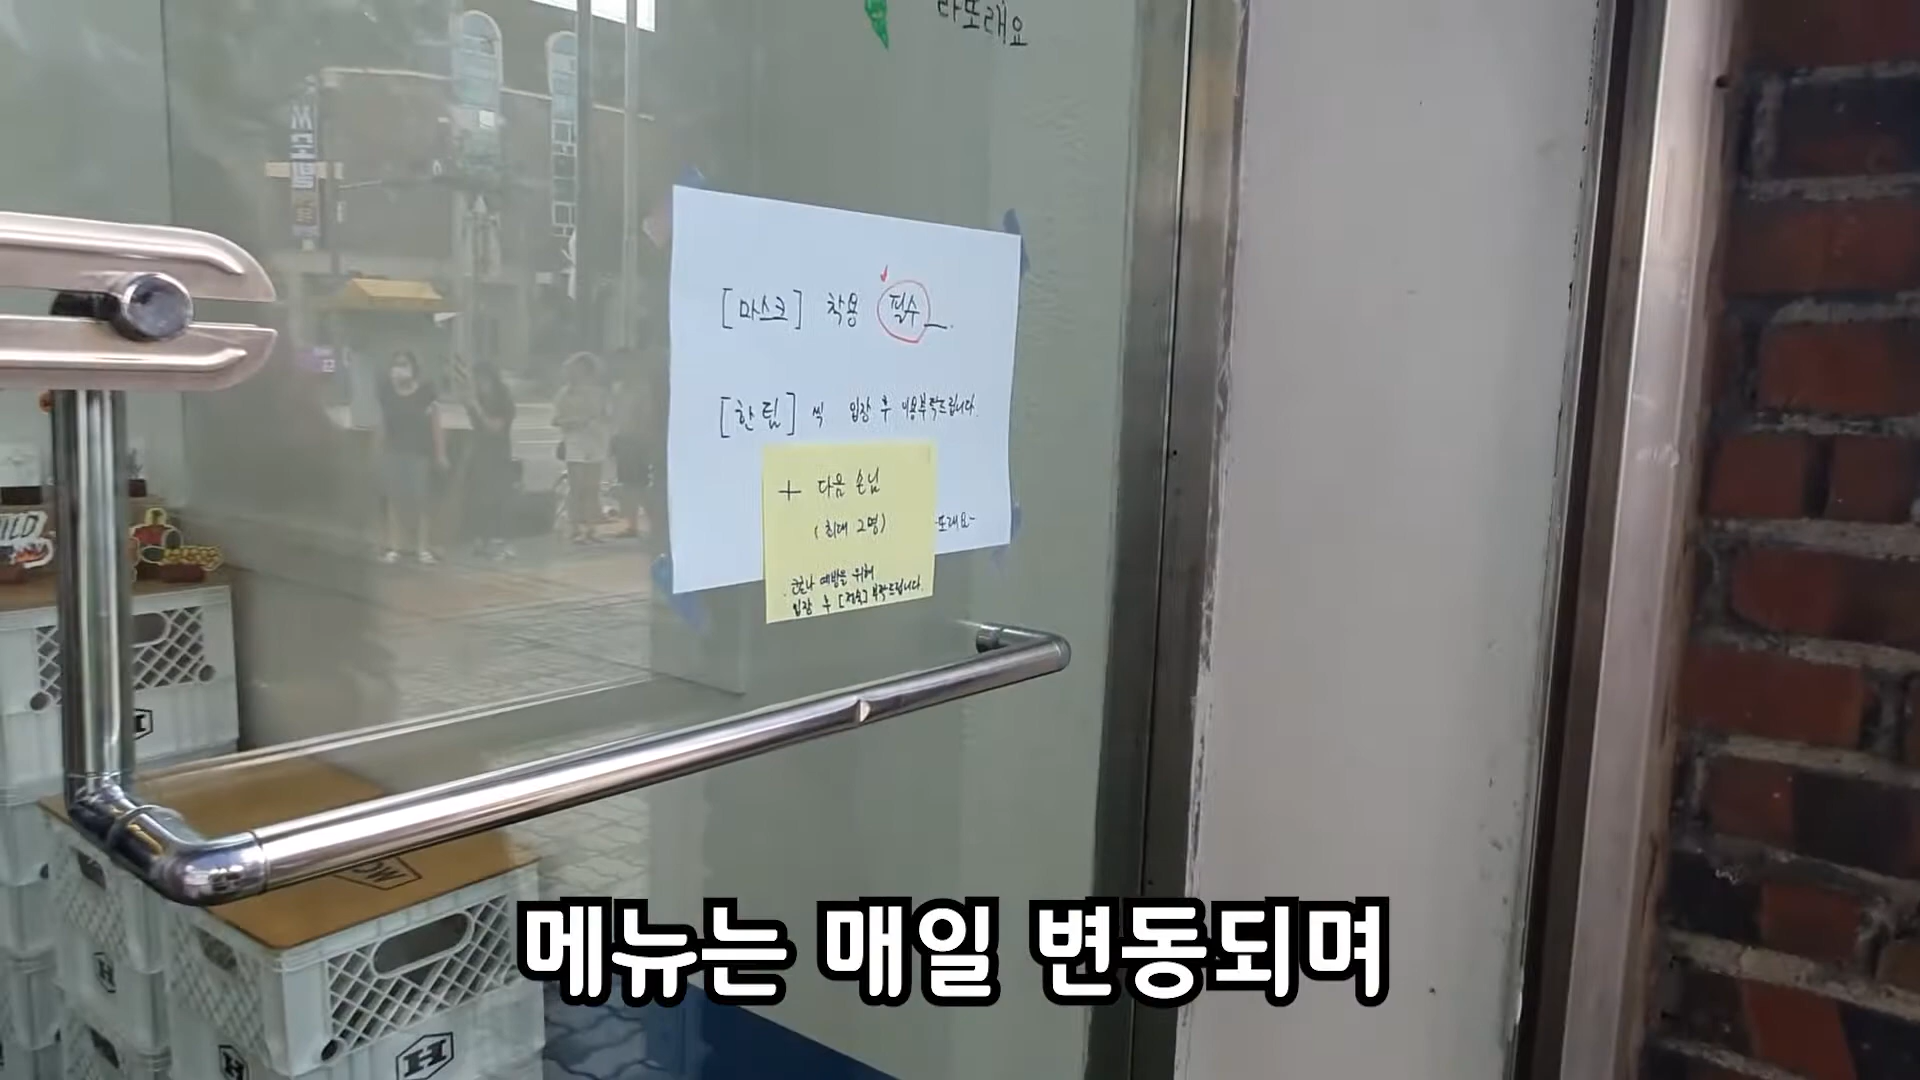 라또래요
[마스크] 착용 필수
[한팀] 씩 입장 후 이용부탁드립니다.
+ 다음 손님
(최대 2명)
-또래요-
코로나 예방을 위해
입장 후 [접촉] 부탁드립니다.
메뉴는 매일 변동되며